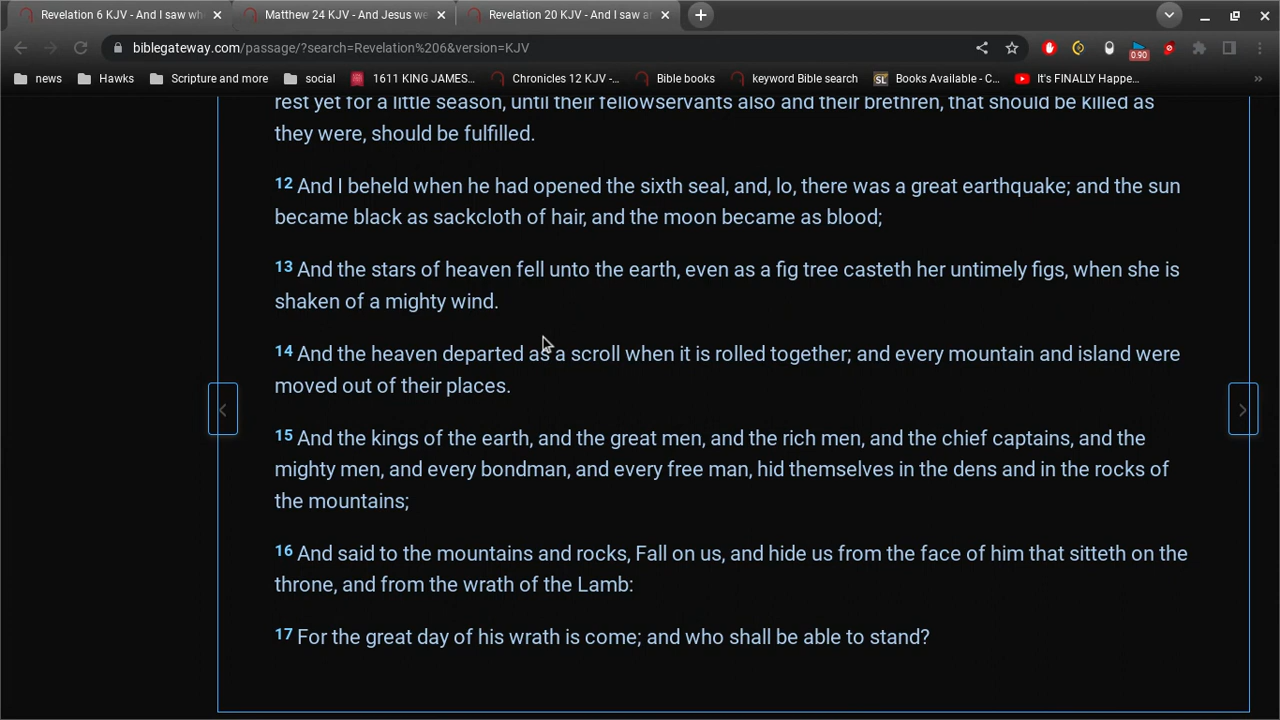 Revelation 6 KJV - And I saw wh
Matthew 24 KJV - And Jesus we
Revelation 20 KJV - And I saw a
biblegateway.com/passage/?search=Revelation%206&version=KJV
0.90
news
Hawks
Scripture and more
social
1611 KING JAMES...
Chronicles 12 KJV -...
Bible books
keyword Bible search
SL
Books Available - C...
It's FINALLY Happe...
»
rest yet for a little season, until their fellowservants also and their brethren, that should be killed as
they were, should be fulfilled.
12 And I beheld when he had opened the sixth seal, and, lo, there was a great earthquake; and the sun
became black as sackcloth of hair, and the moon became as blood;
13 And the stars of heaven fell unto the earth, even as a fig tree casteth her untimely figs, when she is
shaken of a mighty wind.
14 And the heaven departed as a scroll when it is rolled together; and every mountain and island were
moved out of their places.
15 And the kings of the earth, and the great men, and the rich men, and the chief captains, and the
mighty men, and every bondman, and every free man, hid themselves in the dens and in the rocks of
the mountains;
16 And said to the mountains and rocks, Fall on us, and hide us from the face of him that sitteth on the
throne, and from the wrath of the Lamb:
17 For the great day of his wrath is come; and who shall be able to stand?